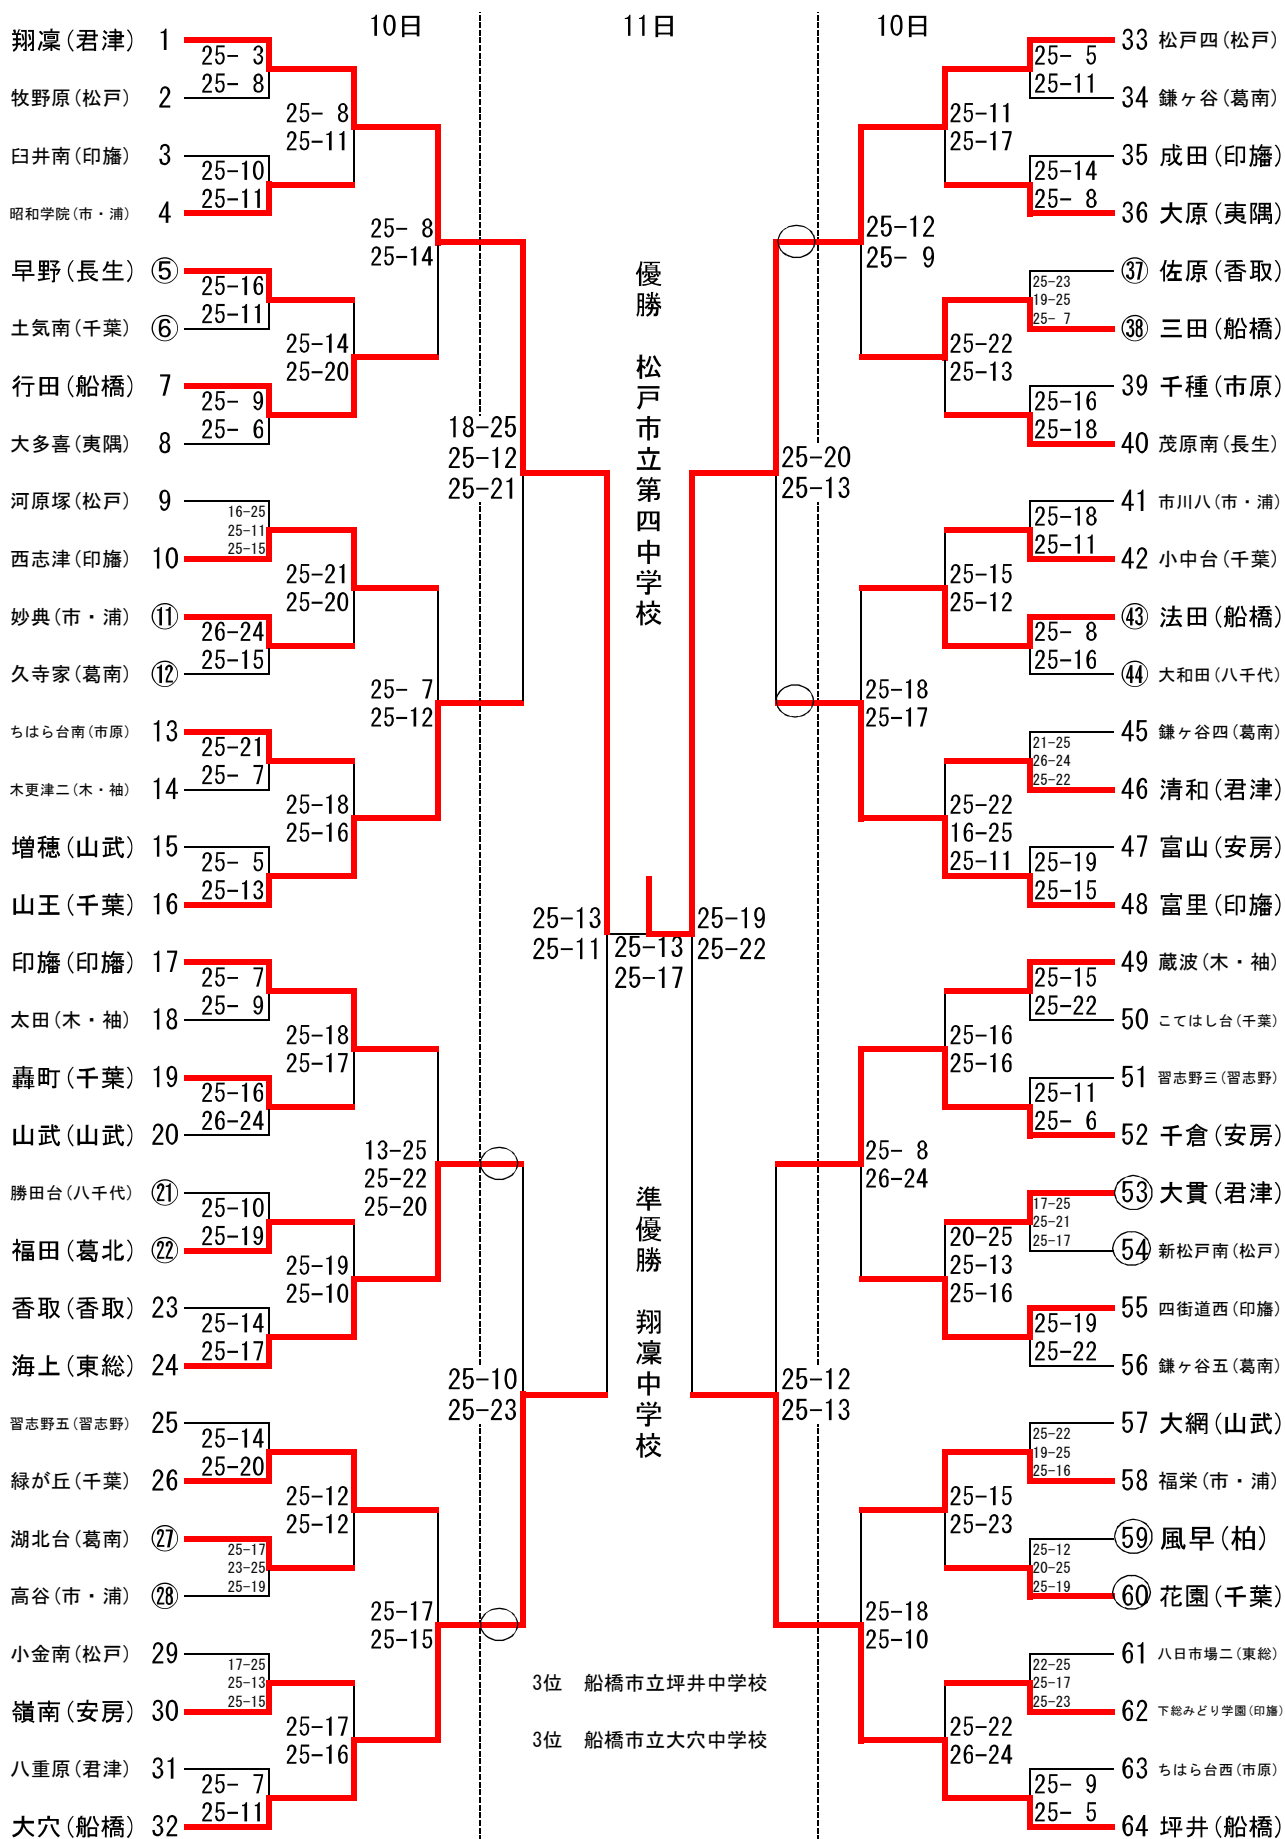 10日
11日
10日
翔凜(君津) 1
25- 3
25- 8
牧野原(松戸) 2
25- 8
25-11
臼井南(印旛) 3
25-10
25-11
昭和学院(市・浦) 4
25- 8
25-14
早野(長生) ⑤
25-16
25-11
土気南(千葉) ⑥
25-14
25-20
行田(船橋) 7
25- 9
25- 6
大多喜(夷隅) 8
18-25
25-12
25-21
河原塚(松戸) 9
16-25
25-11
25-15
西志津(印旛) 10
25-21
25-20
妙典(市・浦) ⑪
26-24
25-15
久寺家(葛南) ⑫
25- 7
25-12
ちはら台南(市原) 13
25-21
25- 7
木更津二(木・袖) 14
25-18
25-16
増穂(山武) 15
25- 5
25-13
山王(千葉) 16
25-13
25-11
印旛(印旛) 17
25- 7
25- 9
太田(木・袖) 18
25-18
25-17
轟町(千葉) 19
25-16
26-24
山武(山武) 20
13-25
25-22
25-20
勝田台(八千代) ㉑
25-10
25-19
福田(葛北) ㉒
25-19
25-10
香取(香取) 23
25-14
25-17
海上(東総) 24
25-10
25-23
習志野五(習志野) 25
25-14
25-20
緑が丘(千葉) 26
25-12
25-12
湖北台(葛南) ㉗
25-17
23-25
25-19
高谷(市・浦) ㉘
25-17
25-15
小金南(松戸) 29
17-25
25-13
25-15
嶺南(安房) 30
25-17
25-16
八重原(君津) 31
25- 7
25-11
大穴(船橋) 32
優勝 松戸市立第四中学校
25-13
25-17
準優勝 翔凜中学校
3位 船橋市立坪井中学校
3位 船橋市立大穴中学校
33 松戸四(松戸)
25- 5
25-11
34 鎌ヶ谷(葛南)
25-11
25-17
35 成田(印旛)
25-14
25- 8
36 大原(夷隅)
25-12
25- 9
㊲ 佐原(香取)
25-23
19-25
25- 7
㊳ 三田(船橋)
25-22
25-13
39 千種(市原)
25-16
25-18
40 茂原南(長生)
25-20
25-13
41 市川八(市・浦)
25-18
25-11
42 小中台(千葉)
25-15
25-12
㊸ 法田(船橋)
25- 8
25-16
㊹ 大和田(八千代)
25-18
25-17
45 鎌ヶ谷四(葛南)
21-25
26-24
25-22
46 清和(君津)
25-22
16-25
25-11
47 富山(安房)
25-19
25-15
48 富里(印旛)
25-19
25-22
49 蔵波(木・袖)
25-15
25-22
50 こてはし台(千葉)
25-16
25-16
51 習志野三(習志野)
25-11
25- 6
52 千倉(安房)
25- 8
26-24
53 大貫(君津)
17-25
25-21
25-17
54 新松戸南(松戸)
20-25
25-13
25-16
55 四街道西(印旛)
25-19
25-22
56 鎌ヶ谷五(葛南)
25-12
25-13
57 大網(山武)
25-22
19-25
25-16
58 福栄(市・浦)
25-15
25-23
59 風早(柏)
25-12
20-25
25-19
60 花園(千葉)
25-18
25-10
61 八日市場二(東総)
22-25
25-17
25-23
62 下総みどり学園(印旛)
25-22
26-24
63 ちはら台西(市原)
25- 9
25- 5
64 坪井(船橋)